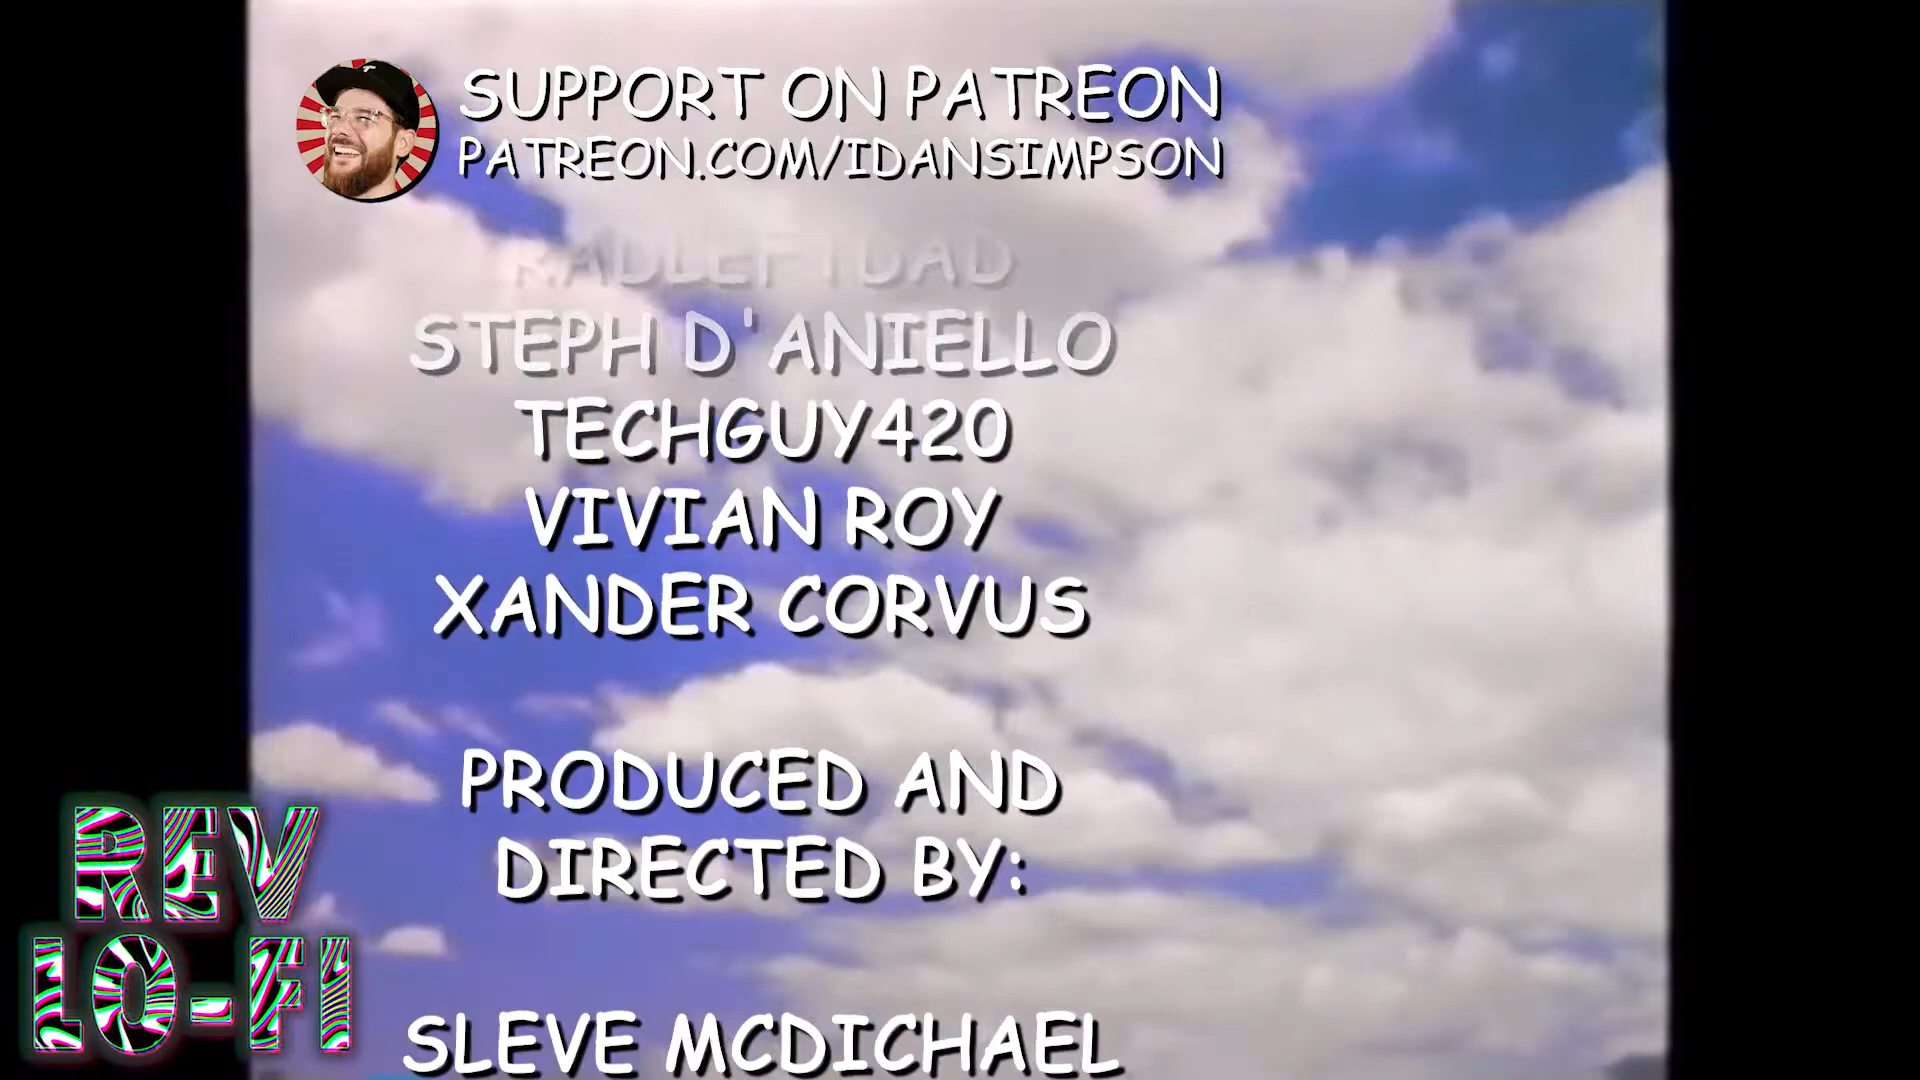 SUPPORT ON PATREON
PATREON.COM/IDANSIMPSON
RADLEFTDAD
STEPH D'ANIELLO
TECHGUY420
VIVIAN ROY
XANDER CORVUS
PRODUCED AND
DIRECTED BY:
SLEVE MCDICHAEL
REV
LO-FI